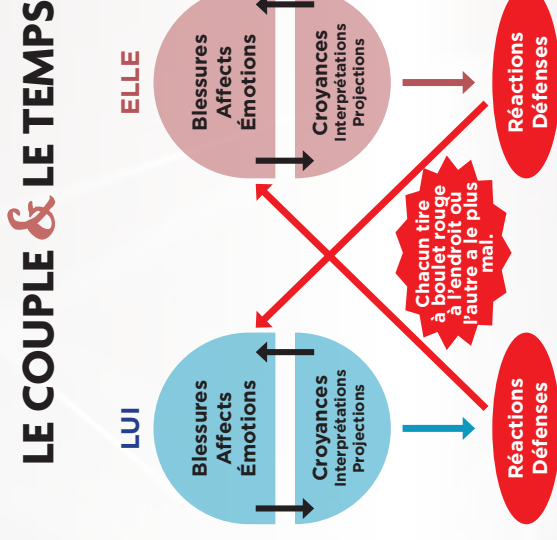 LE COUPLE & LE TEMPS
LUI
Blessures
Affects
Émotions
Croyances
Interprétations
Projections
Réactions
Défenses
ELLE
Blessures
Affects
Émotions
Croyances
Interprétations
Projections
Réactions
Défenses
Chacun tire
à boulet rouge
à l'endroit ou
l'autre a le plus
mal.